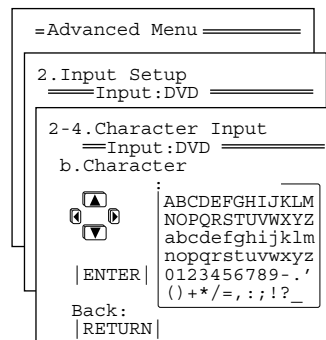 Advanced Menu
2.Input Setup
Input:DVD
2-4.Character Input
Input:DVD
b.Character
:
ABCDEFGHIJKLM
NOPQRSTUVWXYZ
abcdefghijklm
nopqrstuvwxyz
0123456789-.'
()+*/=,:;!?_
ENTER
Back:
RETURN